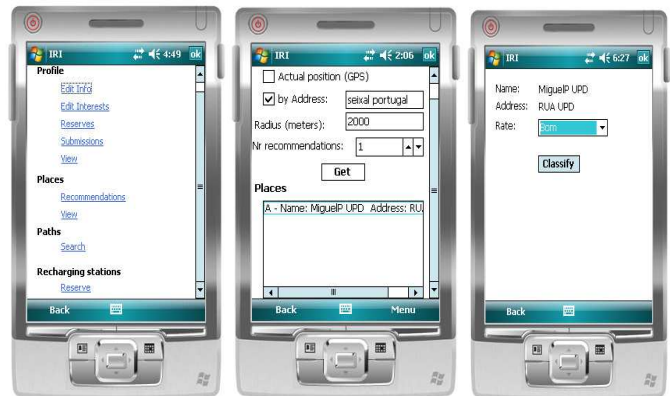 IRI 4:49 ok
Profile
Edit Info
Edit Interests
Reserves
Submissions
View
Places
Recommendations
View
Paths
Search
Recharging stations
Reserve
Back
IRI 2:06 ok
Actual position (GPS)
by Address: seixal portugal
Radius (meters): 2000
Nr recommendations: 1
Get
Places
A - Name: MiguelP UPD Address: RU
Back Menu
IRI 6:27 ok
Name: MiguelP UPD
Address: RUA UPD
Rate: Bom
Classify
Back